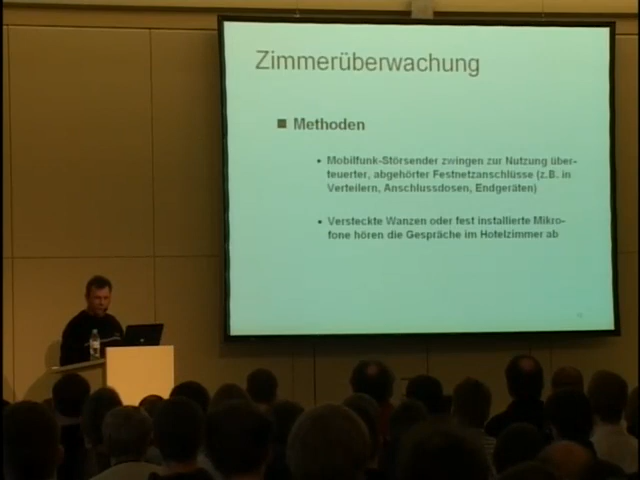 Zimmerüberwachung
Methoden
Mobilfunk-Störsender zwingen zur Nutzung über-
teuerter, abgehörter Festnetzanschlüsse (z.B. in
Verteilern, Anschlussdosen, Endgeräten)
Versteckte Wanzen oder fest installierte Mikro-
fone hören die Gespräche im Hotelzimmer ab